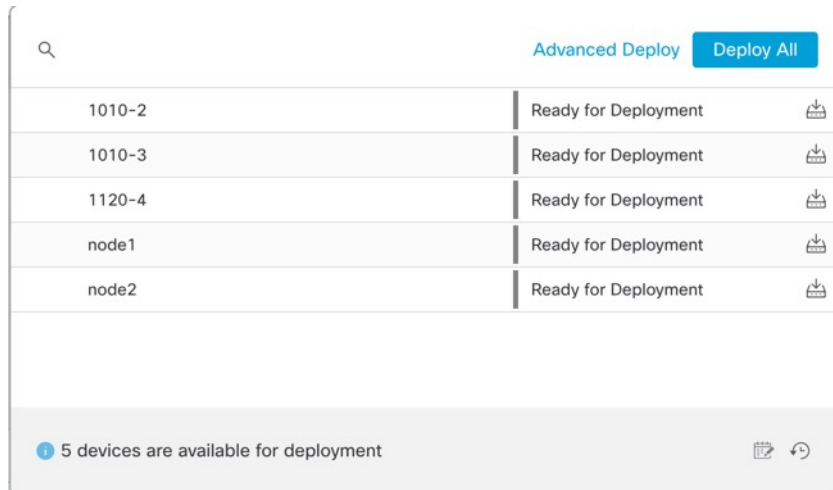 Advanced Deploy Deploy All
1010-2 Ready for Deployment
1010-3 Ready for Deployment
1120-4 Ready for Deployment
node1 Ready for Deployment
node2 Ready for Deployment
5 devices are available for deployment